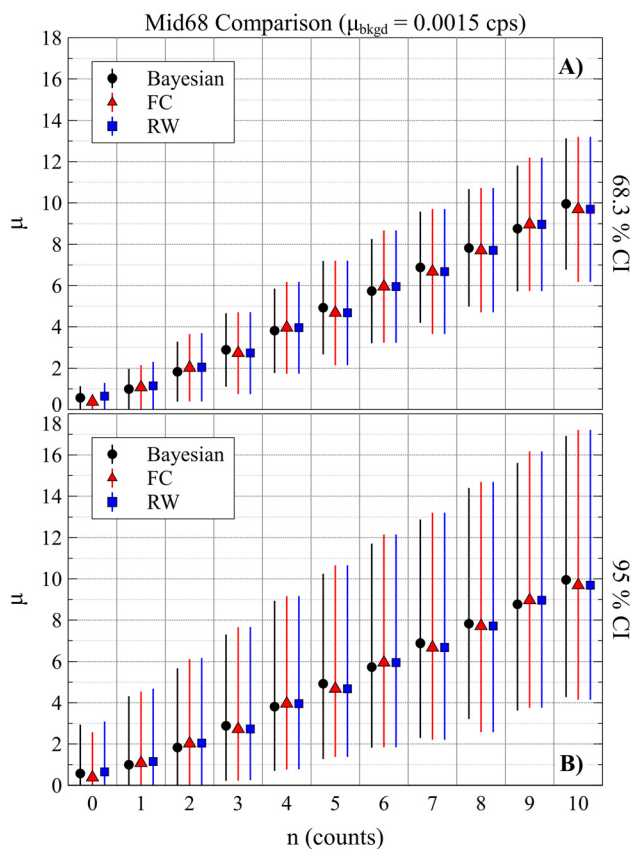 Mid68 Comparison (μbkgd = 0.0015 cps)
18
16
14
12
10
8
6
4
2
0
μ
Bayesian
FC
RW
A)
68.3 % CI
18
16
14
12
10
8
6
4
2
0
μ
Bayesian
FC
RW
B)
95 % CI
0 1 2 3 4 5 6 7 8 9 10
n (counts)